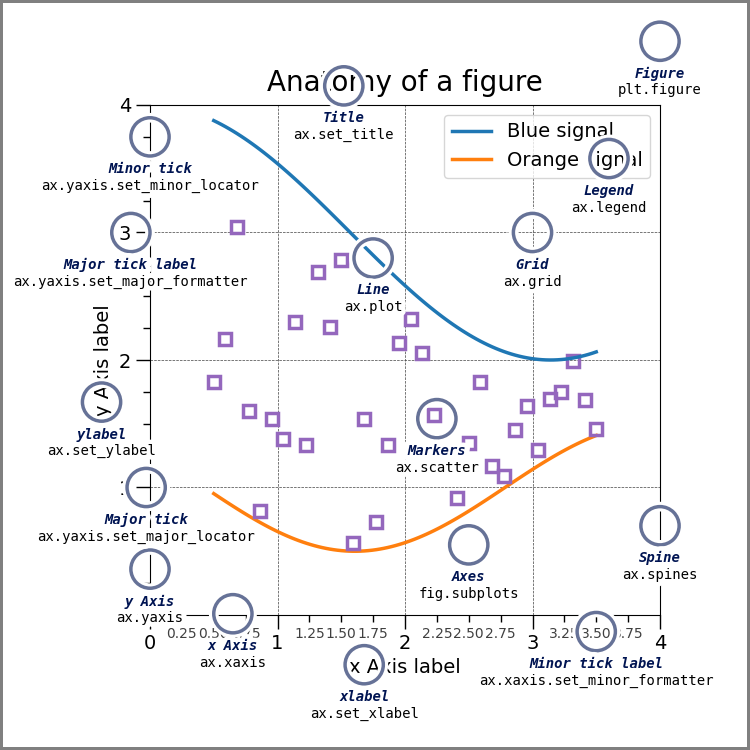 Figure
plt.figure
Anatomy of a figure
Title
ax.set_title
4
Blue signal
Orange signal
Legend
ax.legend
Minor tick
ax.yaxis.set_minor_locator
3
Major tick label
ax.yaxis.set_major_formatter
Grid
ax.grid
Line
ax.plot
2
y Axis label
ylabel
ax.set_ylabel
Markers
ax.scatter
Major tick
ax.yaxis.set_major_locator
Axes
fig.subplots
Spine
ax.spines
y Axis
ax.yaxis
0 0.25 1 1.25 1.50 1.75 2 2.25 2.50 2.75 3 3.50 4
x Axis
ax.xaxis
Minor tick label
ax.xaxis.set_minor_formatter
x Axis label
xlabel
ax.set_xlabel